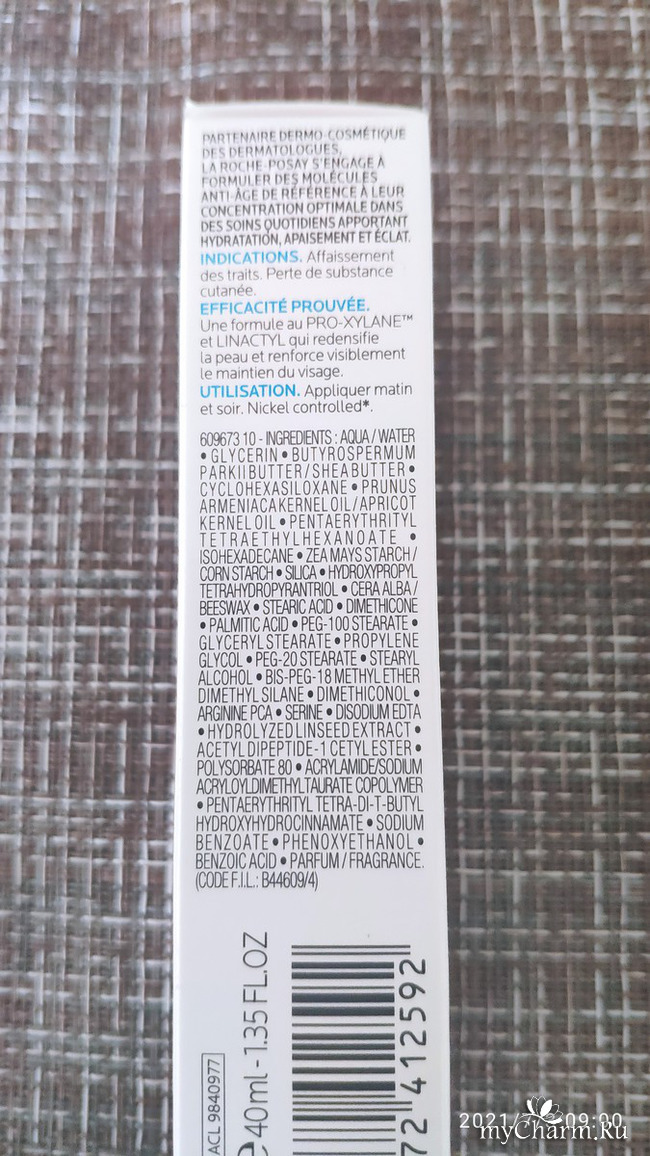 PARTENAIRE DERMO-COSMÉTIQUE
DES DERMATOLOGUES,
LA ROCHE-POSAY S'ENGAGE À
FORMULER DES MOLÉCULES
ANTI-ÂGE DE RÉFÉRENCE À LEUR
CONCENTRATION OPTIMALE DANS
DES SOINS QUOTIDIENS APPORTANT
HYDRATATION, APAISEMENT ET ÉCLAT.
INDICATIONS. Affaissement
des traits. Perte de substance
cutanée.
EFFICACITÉ PROUVÉE.
Une formule au PRO-XYLANE™
et LINACTYL qui redensifie
la peau et renforce visiblement
le maintien du visage.
UTILISATION. Appliquer matin
et soir. Nickel controlled*.
609673 10 - INGREDIENTS : AQUA / WATER
• GLYCERIN • BUTYROSPERMUM
PARKII BUTTER / SHEA BUTTER •
CYCLOHEXASILOXANE • PRUNUS
ARMENIACA KERNEL OIL / APRICOT
KERNEL OIL • PENTAERYTHRITYL
TETRAETHYLHEXANOATE •
ISOHEXADECANE • ZEA MAYS STARCH /
CORN STARCH • SILICA • HYDROXYPROPYL
TETRAHYDROPYRANTRIOL • CERA ALBA /
BEESWAX • STEARIC ACID • DIMETHICONE
• PALMITIC ACID • PEG-100 STEARATE •
GLYCERYL STEARATE • PROPYLENE
GLYCOL • PEG-20 STEARATE • STEARYL
ALCOHOL • BIS-PEG-18 METHYL ETHER
DIMETHYL SILANE • DIMETHICONOL •
ARGININE PCA • SERINE • DISODIUM EDTA
• HYDROLYZED LINSEED EXTRACT •
ACETYL DIPEPTIDE-1 CETYL ESTER •
POLYSORBATE 80 • ACRYLAMIDE/SODIUM
ACRYLOYLDIMETHYLTAURATE COPOLYMER
• PENTAERYTHRITYL TETRA-DI-T-BUTYL
HYDROXYHYDROCINNAMATE • SODIUM
BENZOATE • PHENOXYETHANOL •
BENZOIC ACID • PARFUM / FRAGRANCE.
(CODE F.I.L.: B44609/4)
ACL 9840977
e 40 ml - 1.35 FL.OZ
72 412592
2021/7 09:00
myCharm.Ru